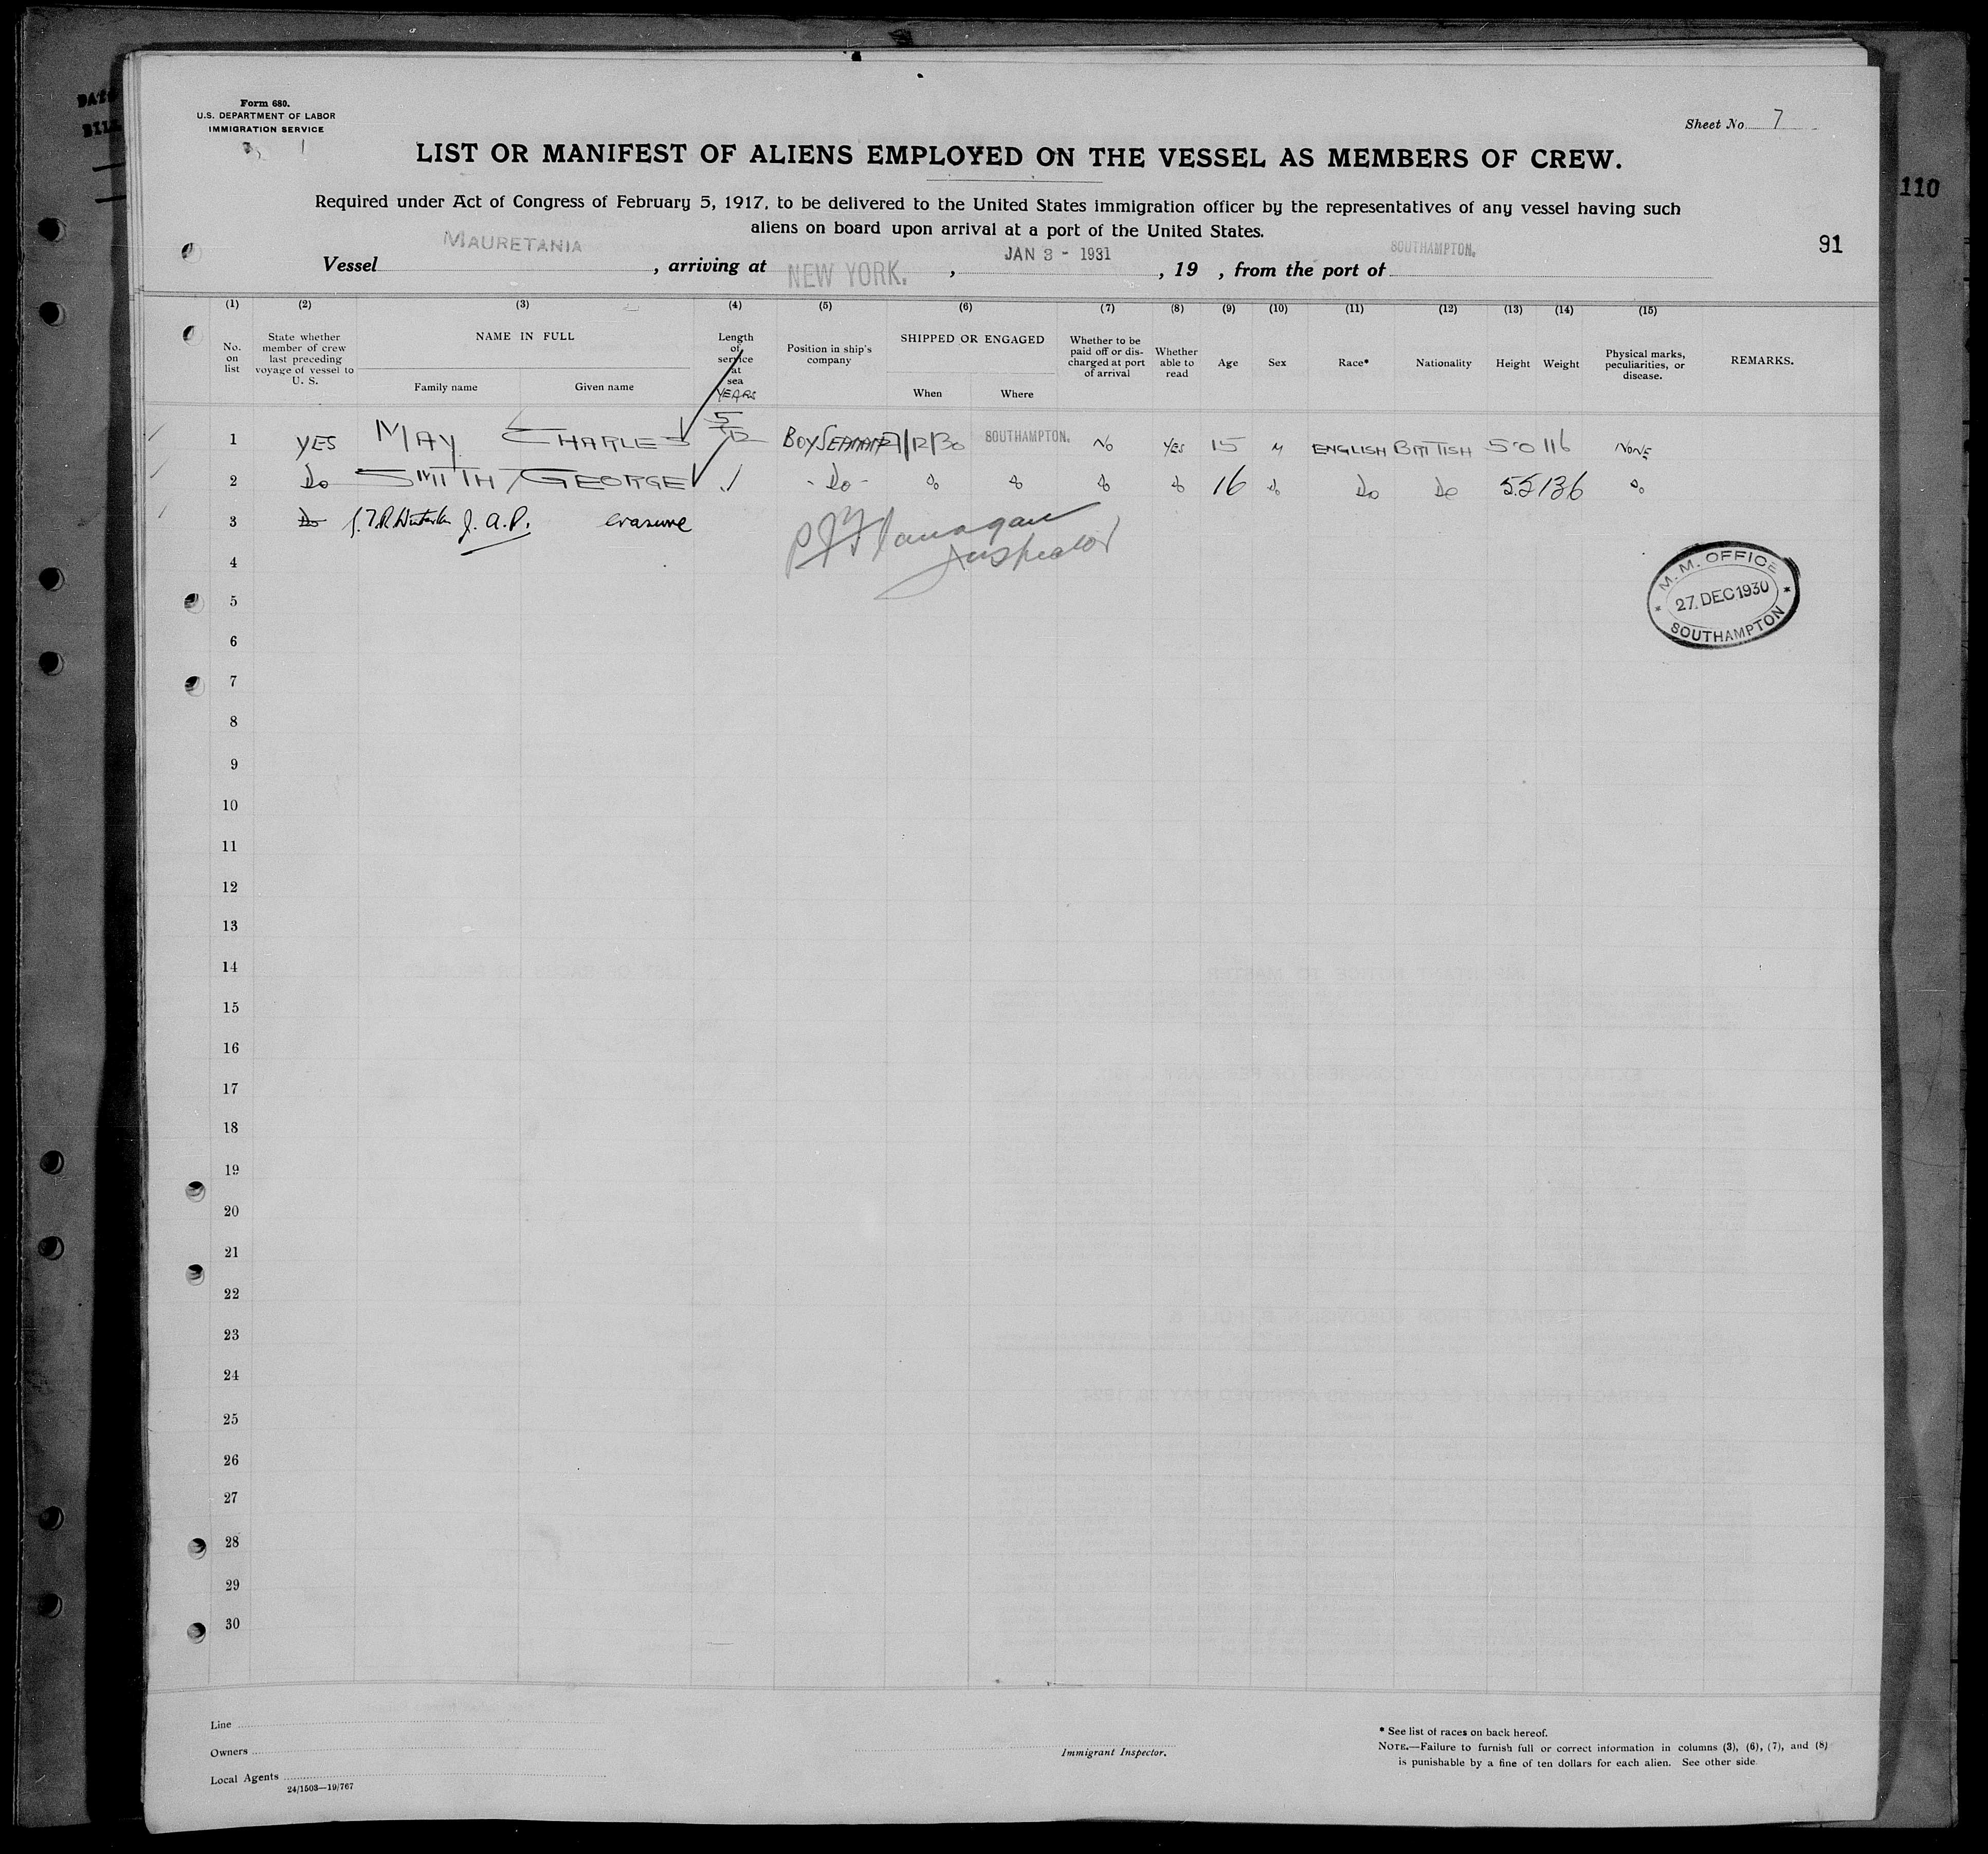 Form 680.
U.S. DEPARTMENT OF LABOR
IMMIGRATION SERVICE
Sheet No. 7
LIST OR MANIFEST OF ALIENS EMPLOYED ON THE VESSEL AS MEMBERS OF CREW.
110
Required under Act of Congress of February 5, 1917, to be delivered to the United States immigration officer by the representatives of any vessel having such
aliens on board upon arrival at a port of the United States.
91
Vessel MAURETANIA, arriving at NEW YORK., JAN 3 - 1931, 19 , from the port of SOUTHAMPTON.
(1) (2) (3) (4) (5) (6) (7) (8) (9) (10) (11) (12) (13) (14) (15)
No. on list
State whether member of crew last preceding voyage of vessel to U. S.
NAME IN FULL
Family name Given name
Length of service at sea YEARS
Position in ship's company
SHIPPED OR ENGAGED
When Where
Whether to be paid off or discharged at port of arrival
Whether able to read
Age
Sex
Race*
Nationality
Height
Weight
Physical marks, peculiarities, or disease.
REMARKS.
1 YES MAY CHARLES 5/12 BOY SEAMAN /12/30 SOUTHAMPTON. NO YES 15 M ENGLISH BRITISH 5'0 116 NONE
2 Do SMITH GEORGE - Do - Do Do Do Do 16 Do Do Do 5.5 136 Do
3 Do J. A. P. erasure
P J Flanagan
Inspector
4
M. M. OFFICE
27. DEC 1930
SOUTHAMPTON
5
6
7
8
9
10
11
12
13
14
15
16
17
18
19
20
21
22
23
24
25
26
27
28
29
30
Line
Owners
Local Agents
24/1503—19/767
Immigrant Inspector.
* See list of races on back hereof.
NOTE.—Failure to furnish full or correct information in columns (3), (6), (7), and (8)
is punishable by a fine of ten dollars for each alien. See other side.